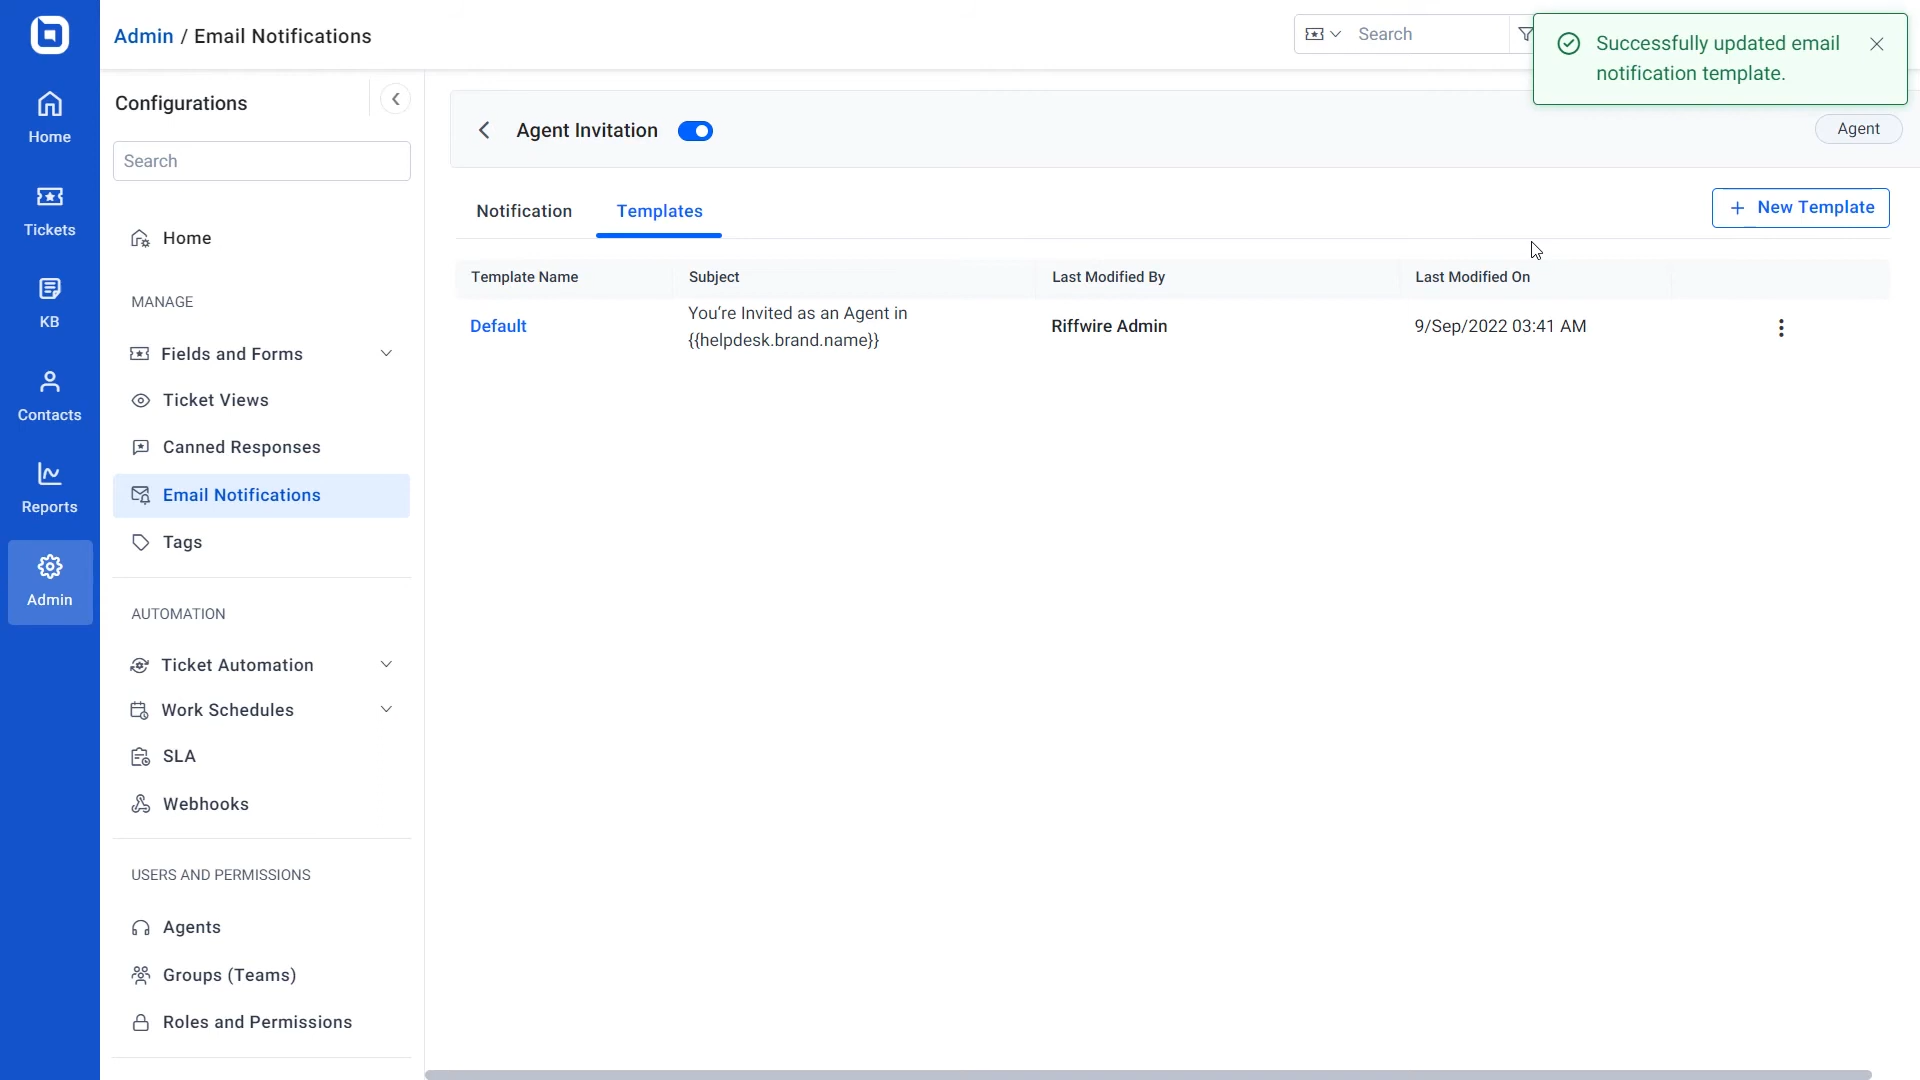 Admin / Email Notifications
Search
Successfully updated email
notification template.
Home
Tickets
KB
Contacts
Reports
Admin
Configurations
Search
Home
MANAGE
Fields and Forms
Ticket Views
Canned Responses
Email Notifications
Tags
AUTOMATION
Ticket Automation
Work Schedules
SLA
Webhooks
USERS AND PERMISSIONS
Agents
Groups (Teams)
Roles and Permissions
Agent Invitation
Agent
Notification
Templates
+ New Template
Template Name
Subject
Last Modified By
Last Modified On
Default
You’re Invited as an Agent in
{{helpdesk.brand.name}}
Riffwire Admin
9/Sep/2022 03:41 AM